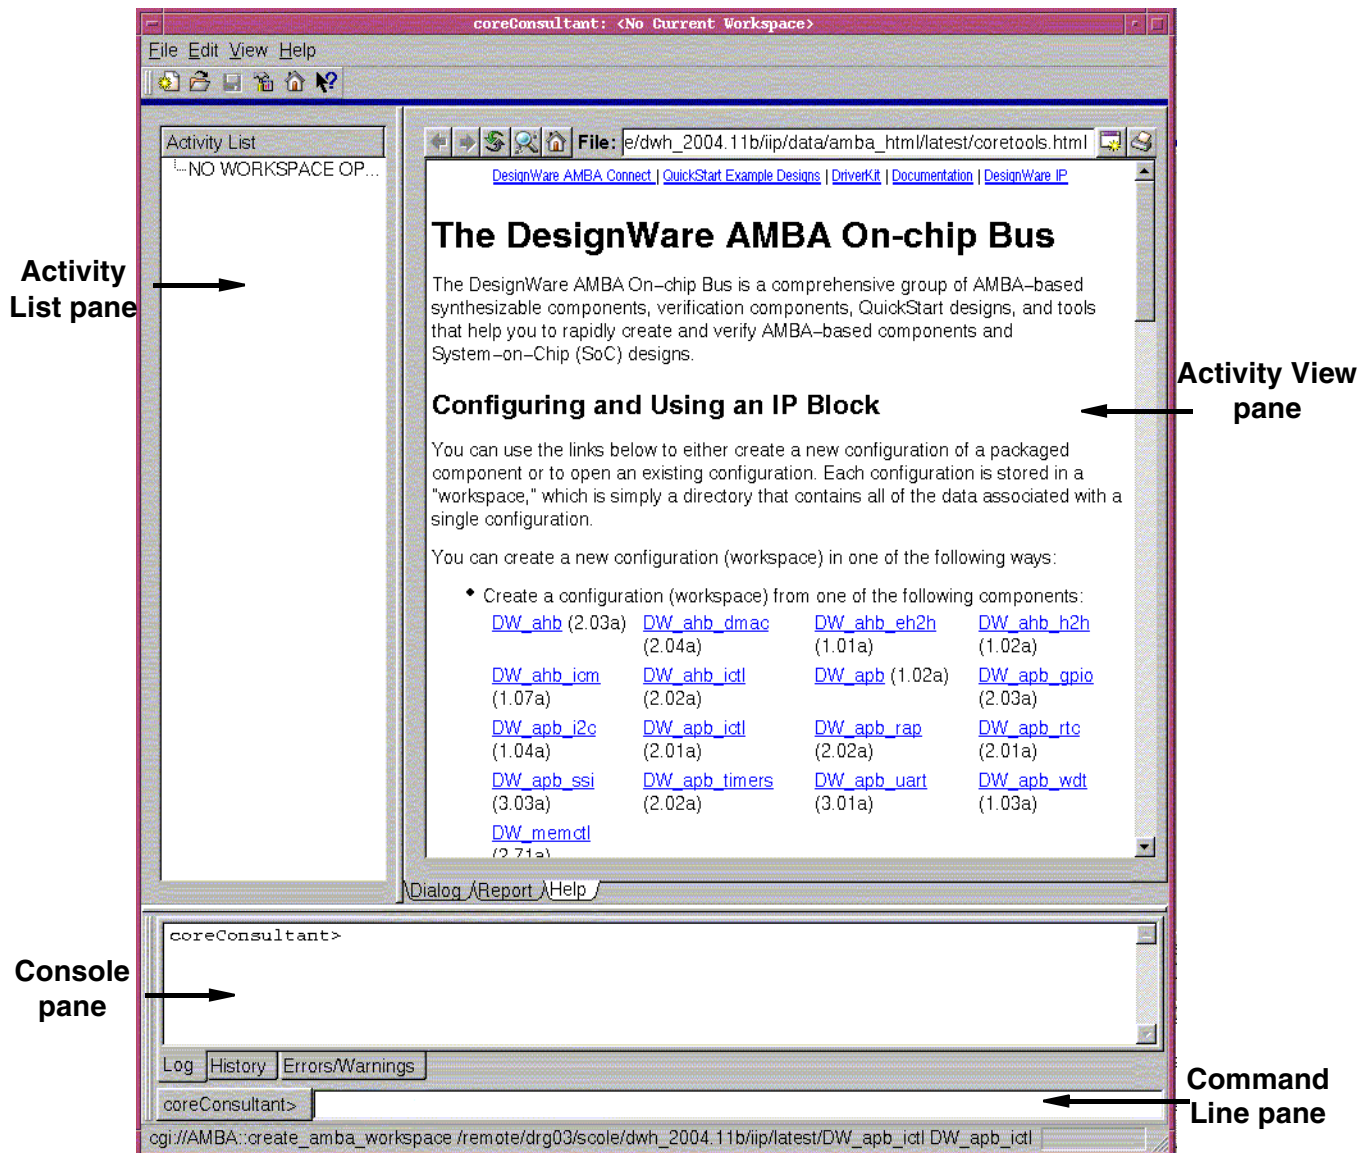 coreConsultant: <No Current Workspace>
File Edit View Help
Activity List
NO WORKSPACE OP...
File: e/dwh_2004.11b/iip/data/amba_html/latest/coretools.html
DesignWare AMBA Connect | QuickStart Example Designs | DriverKit | Documentation | DesignWare IP
The DesignWare AMBA On-chip Bus
The DesignWare AMBA On-chip Bus is a comprehensive group of AMBA-based
synthesizable components, verification components, QuickStart designs, and tools
that help you to rapidly create and verify AMBA-based components and
System-on-Chip (SoC) designs.
Configuring and Using an IP Block
You can use the links below to either create a new configuration of a packaged
component or to open an existing configuration. Each configuration is stored in a
"workspace," which is simply a directory that contains all of the data associated with a
single configuration.
You can create a new configuration (workspace) in one of the following ways:
Create a configuration (workspace) from one of the following components:
DW_ahb (2.03a) DW_ahb_dmac DW_ahb_eh2h DW_ahb_h2h
(2.04a) (1.01a) (1.02a)
DW_ahb_icm DW_ahb_ictl DW_apb (1.02a) DW_apb_gpio
(1.07a) (2.02a) (2.03a)
DW_apb_i2c DW_apb_ictl DW_apb_rap DW_apb_rtc
(1.04a) (2.01a) (2.02a) (2.01a)
DW_apb_ssi DW_apb_timers DW_apb_uart DW_apb_wdt
(3.03a) (2.02a) (3.01a) (1.03a)
DW_memctl
(2.71a)
Dialog Report Help
coreConsultant>
Log History Errors/Warnings
coreConsultant>
cgi://AMBA::create_amba_workspace /remote/drg03/scole/dwh_2004.11b/iip/latest/DW_apb_ictl DW_apb_ictl
Activity
List pane
Activity View
pane
Console
pane
Command
Line pane